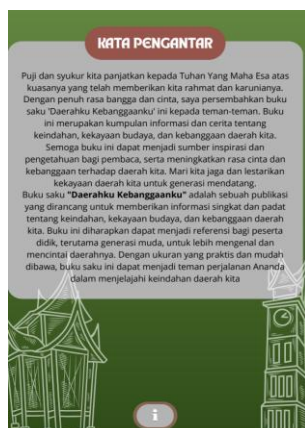 KATA PENGANTAR
Puji dan syukur kita panjatkan kepada Tuhan Yang Maha Esa atas
kuasanya yang telah memberikan kita rahmat dan karunianya.
Dengan penuh rasa bangga dan cinta, saya persembahkan buku
saku 'Daerahku Kebanggaanku' ini kepada teman-teman. Buku
ini merupakan kumpulan informasi dan cerita tentang
keindahan, kekayaan budaya, dan kebanggaan daerah kita.
Semoga buku ini dapat menjadi sumber inspirasi dan
pengetahuan bagi pembaca, serta meningkatkan rasa cinta dan
kebanggaan terhadap daerah. Mari kita jaga dan lestarikan
kekayaan daerah kita untuk generasi mendatang.
Buku saku "Daerahku Kebanggaanku" adalah sebuah publikasi
yang dirancang untuk memberikan informasi singkat dan padat
tentang keindahan, kekayaan budaya, dan kebanggaan daerah
kita. Buku ini diharapkan dapat menjadi referensi bagi peserta
didik, terutama generasi muda, untuk lebih mengenal dan
mencintai daerahnya. Dengan ukuran yang praktis dan mudah
dibawa, buku saku ini dapat menjadi teman perjalanan Ananda
dalam menjelajahi keindahan daerah kita
i